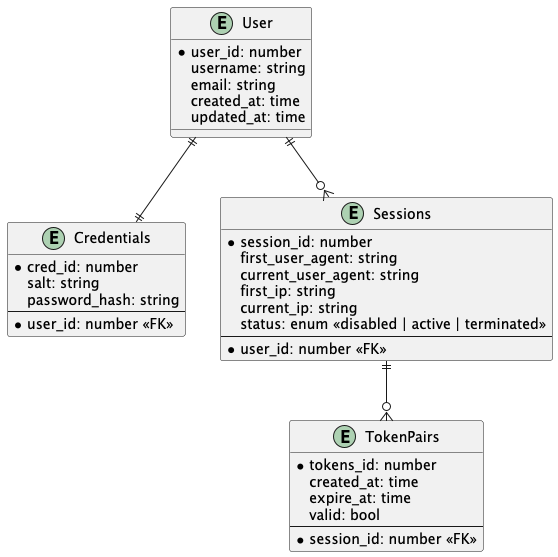 E User
* user_id: number
username: string
email: string
created_at: time
updated_at: time
E Credentials
* cred_id: number
salt: string
password_hash: string
* user_id: number «FK»
E Sessions
* session_id: number
first_user_agent: string
current_user_agent: string
first_ip: string
current_ip: string
status: enum «disabled | active | terminated»
* user_id: number «FK»
E TokenPairs
* tokens_id: number
created_at: time
expire_at: time
valid: bool
* session_id: number «FK»